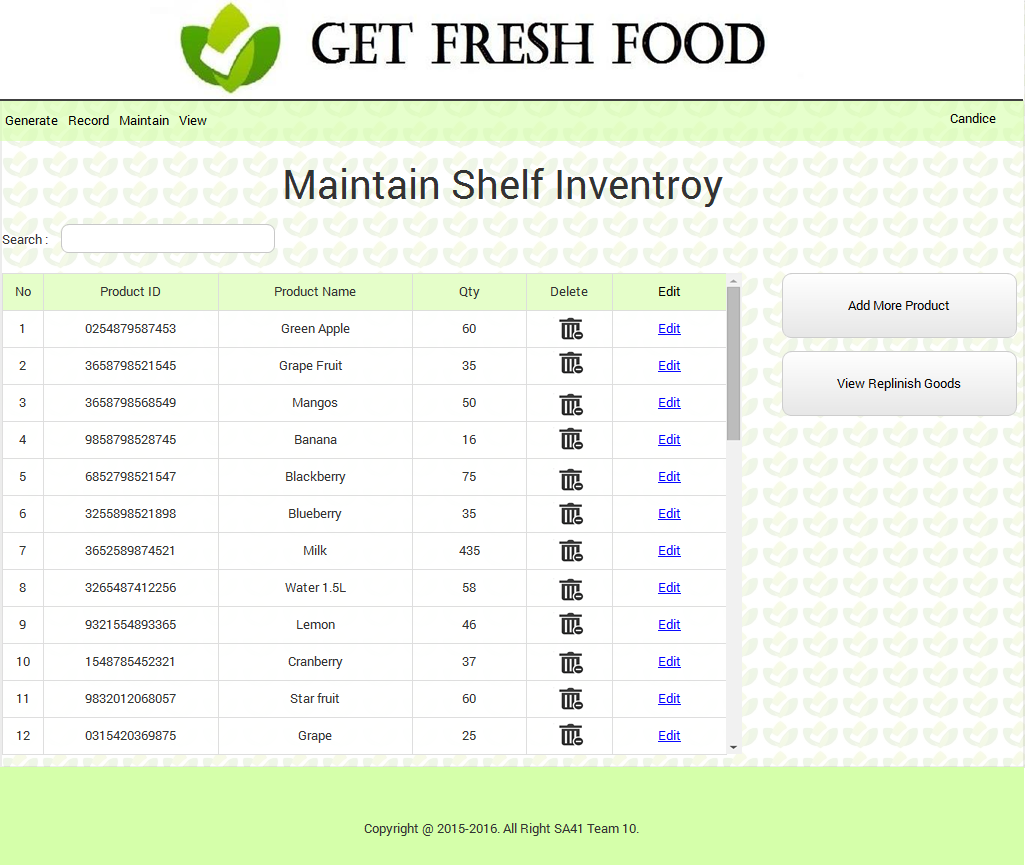 GET FRESH FOOD
Generate Record Maintain View Candice
Maintain Shelf Inventroy
Search :
No Product ID Product Name Qty Delete Edit
1 0254879587453 Green Apple 60 Edit
2 3658798521545 Grape Fruit 35 Edit
3 3658798568549 Mangos 50 Edit
4 9858798528745 Banana 16 Edit
5 6852798521547 Blackberry 75 Edit
6 3255898521898 Blueberry 35 Edit
7 3652589874521 Milk 435 Edit
8 3265487412256 Water 1.5L 58 Edit
9 9321554893365 Lemon 46 Edit
10 1548785452321 Cranberry 37 Edit
11 9832012068057 Star fruit 60 Edit
12 0315420369875 Grape 25 Edit
Add More Product
View Replinish Goods
Copyright @ 2015-2016. All Right SA41 Team 10.